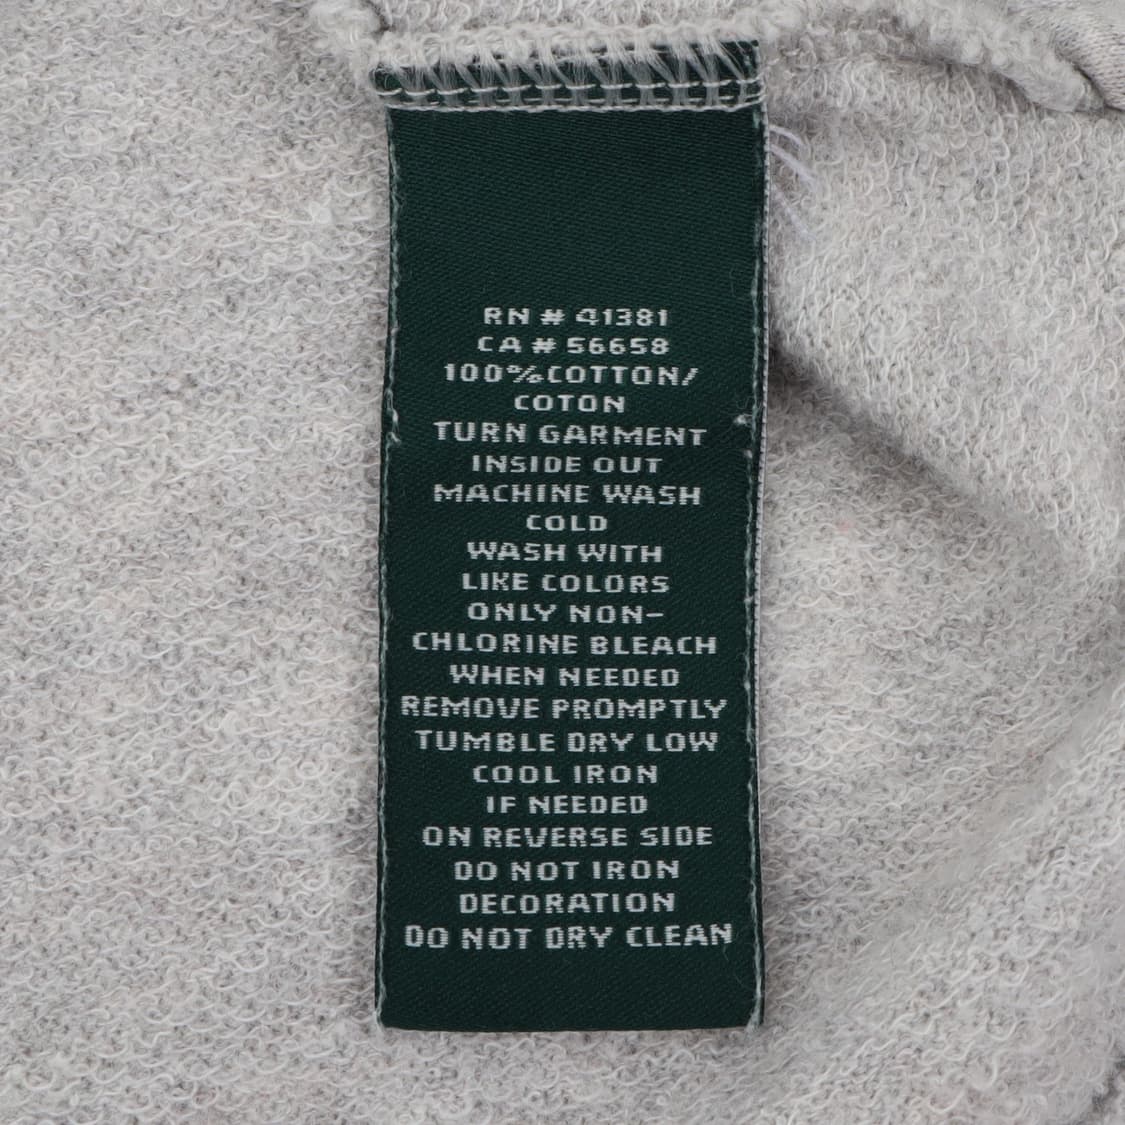 RN # 41381
CA # 56658
100%COTTON/
COTON
TURN GARMENT
INSIDE OUT
MACHINE WASH
COLD
WASH WITH
LIKE COLORS
ONLY NON-
CHLORINE BLEACH
WHEN NEEDED
REMOVE PROMPTLY
TUMBLE DRY LOW
COOL IRON
IF NEEDED
ON REVERSE SIDE
DO NOT IRON
DECORATION
DO NOT DRY CLEAN